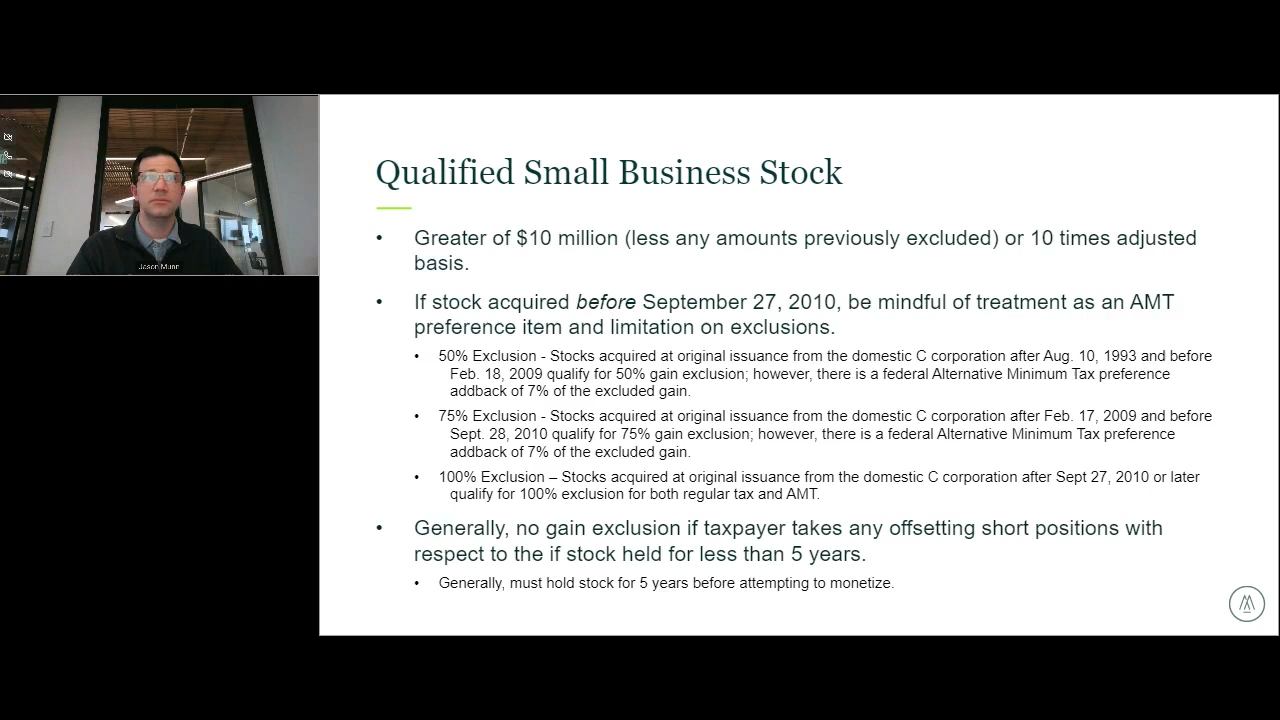 Jason Munn
Qualified Small Business Stock
• Greater of $10 million (less any amounts previously excluded) or 10 times adjusted
basis.
• If stock acquired before September 27, 2010, be mindful of treatment as an AMT
preference item and limitation on exclusions.
• 50% Exclusion - Stocks acquired at original issuance from the domestic C corporation after Aug. 10, 1993 and before
Feb. 18, 2009 qualify for 50% gain exclusion; however, there is a federal Alternative Minimum Tax preference
addback of 7% of the excluded gain.
• 75% Exclusion - Stocks acquired at original issuance from the domestic C corporation after Feb. 17, 2009 and before
Sept. 28, 2010 qualify for 75% gain exclusion; however, there is a federal Alternative Minimum Tax preference
addback of 7% of the excluded gain.
• 100% Exclusion – Stocks acquired at original issuance from the domestic C corporation after Sept 27, 2010 or later
qualify for 100% exclusion for both regular tax and AMT.
• Generally, no gain exclusion if taxpayer takes any offsetting short positions with
respect to the if stock held for less than 5 years.
• Generally, must hold stock for 5 years before attempting to monetize.